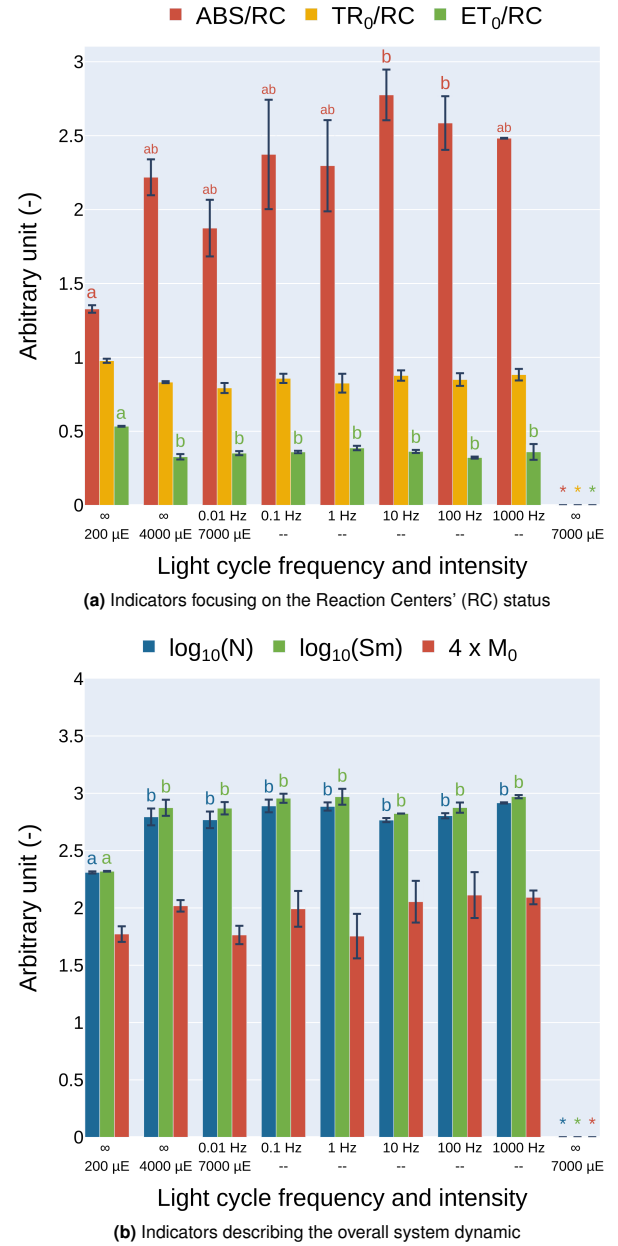 ABS/RC TR₀/RC ET₀/RC
3
2.5
2
1.5
1
0.5
0
Arbitrary unit (-)
a
a
ab
b
ab
b
ab
b
ab
b
b
b
b
b
ab
b
* * *
∞ ∞ 0.01 Hz 0.1 Hz 1 Hz 10 Hz 100 Hz 1000 Hz ∞
200 µE 4000 µE 7000 µE -- -- -- -- -- 7000 µE
Light cycle frequency and intensity
(a) Indicators focusing on the Reaction Centers’ (RC) status
log₁₀(N) log₁₀(Sm) 4 x M₀
4
3.5
3
2.5
2
1.5
1
0.5
0
Arbitrary unit (-)
a a
b b
b b
b b
b b
b b
b b
b b
* * *
∞ ∞ 0.01 Hz 0.1 Hz 1 Hz 10 Hz 100 Hz 1000 Hz ∞
200 µE 4000 µE 7000 µE -- -- -- -- -- 7000 µE
Light cycle frequency and intensity
(b) Indicators describing the overall system dynamic